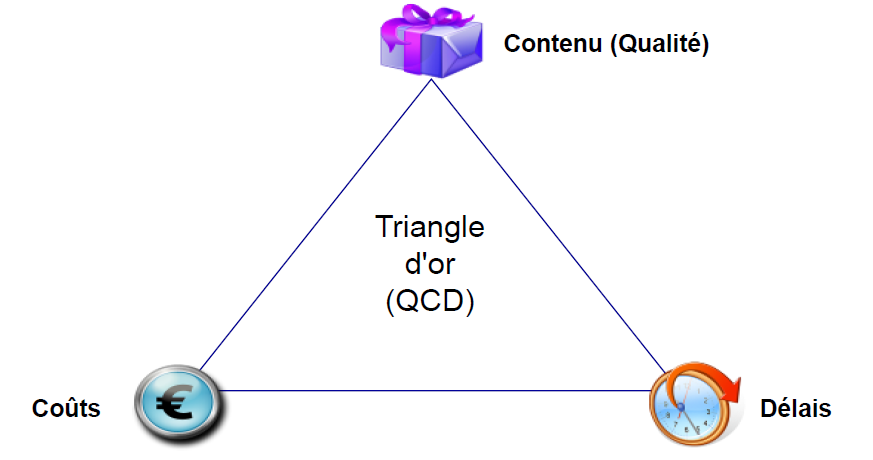 Contenu (Qualité)
Triangle
d'or
(QCD)
Coûts
€
Délais